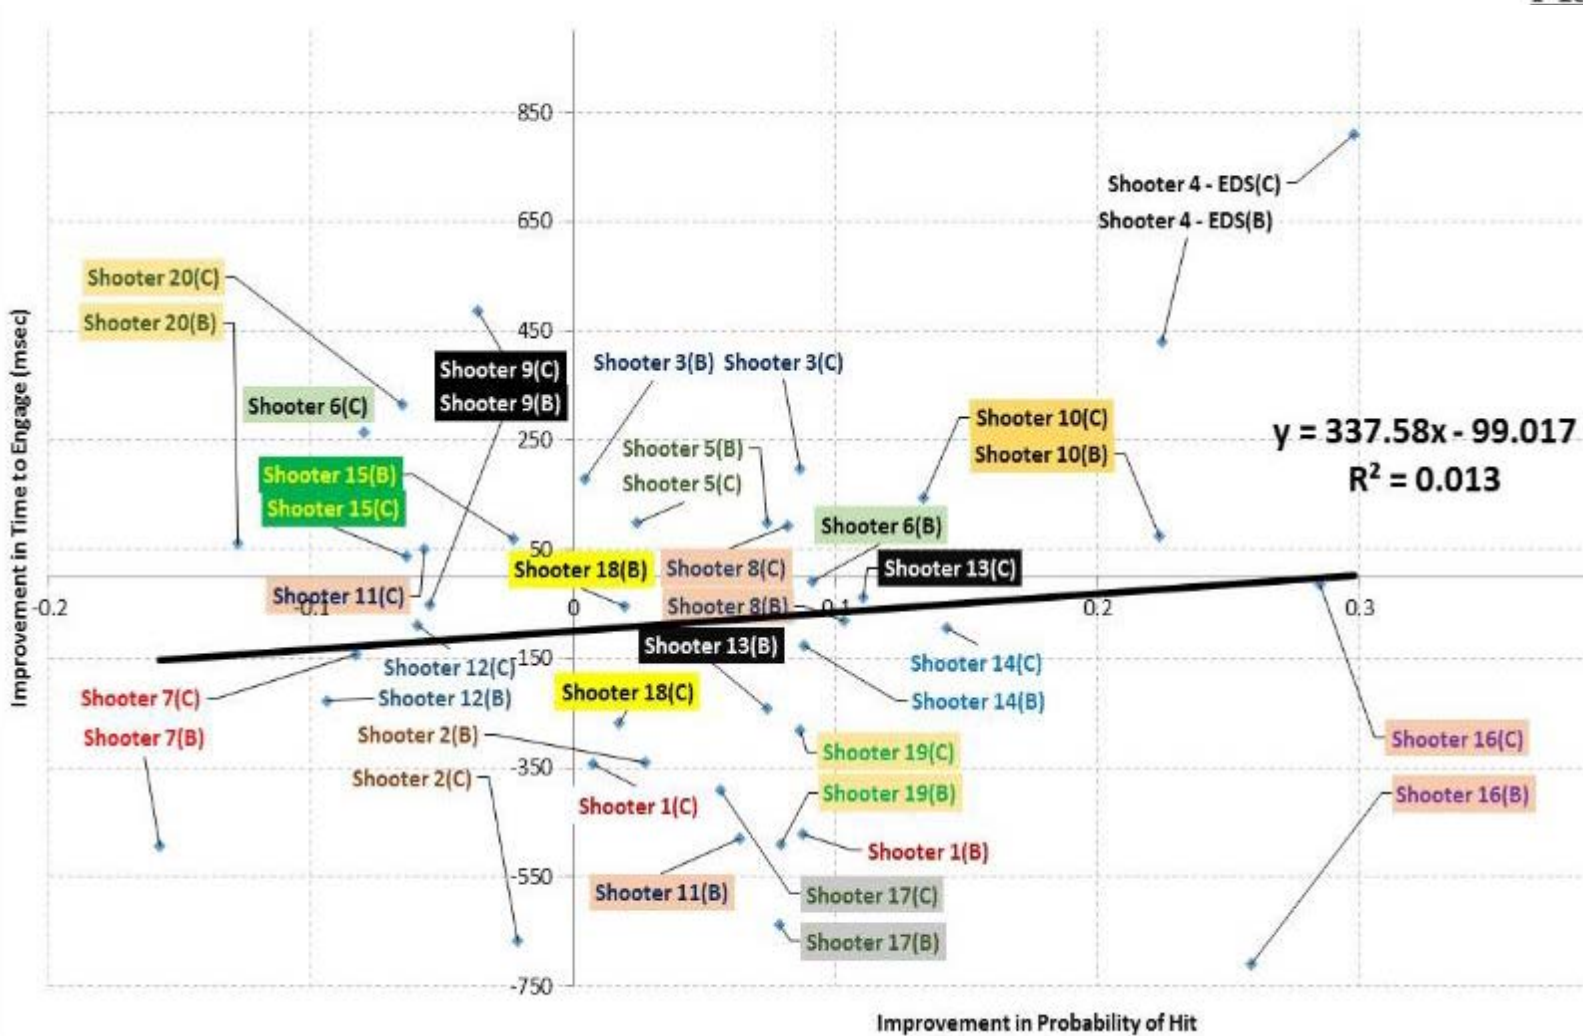 850
Shooter 4 - EDS(C)
650
Shooter 4 - EDS(B)
Shooter 20(C)
Shooter 20(B)
450
Shooter 9(C)
Shooter 9(B)
Shooter 3(B)
Shooter 3(C)
Shooter 6(C)
Shooter 10(C)
Shooter 10(B)
250
y = 337.58x - 99.017
R² = 0.013
Shooter 5(B)
Shooter 5(C)
Shooter 15(B)
Shooter 15(C)
Shooter 6(B)
50
Shooter 18(B)
Shooter 8(C)
Shooter 13(C)
Shooter 11(C)
Shooter 8(B)
-0.2
-0.1
0
0.1
0.2
0.3
Shooter 13(B)
-150
Shooter 12(C)
Shooter 14(C)
Shooter 7(C)
Shooter 12(B)
Shooter 18(C)
Shooter 14(B)
Shooter 7(B)
Shooter 2(B)
Shooter 16(C)
Shooter 19(C)
-350
Shooter 2(C)
Shooter 19(B)
Shooter 16(B)
Shooter 1(C)
Shooter 1(B)
-550
Shooter 11(B)
Shooter 17(C)
Shooter 17(B)
-750
Improvement in Time to Engage (msec)
Improvement in Probability of Hit